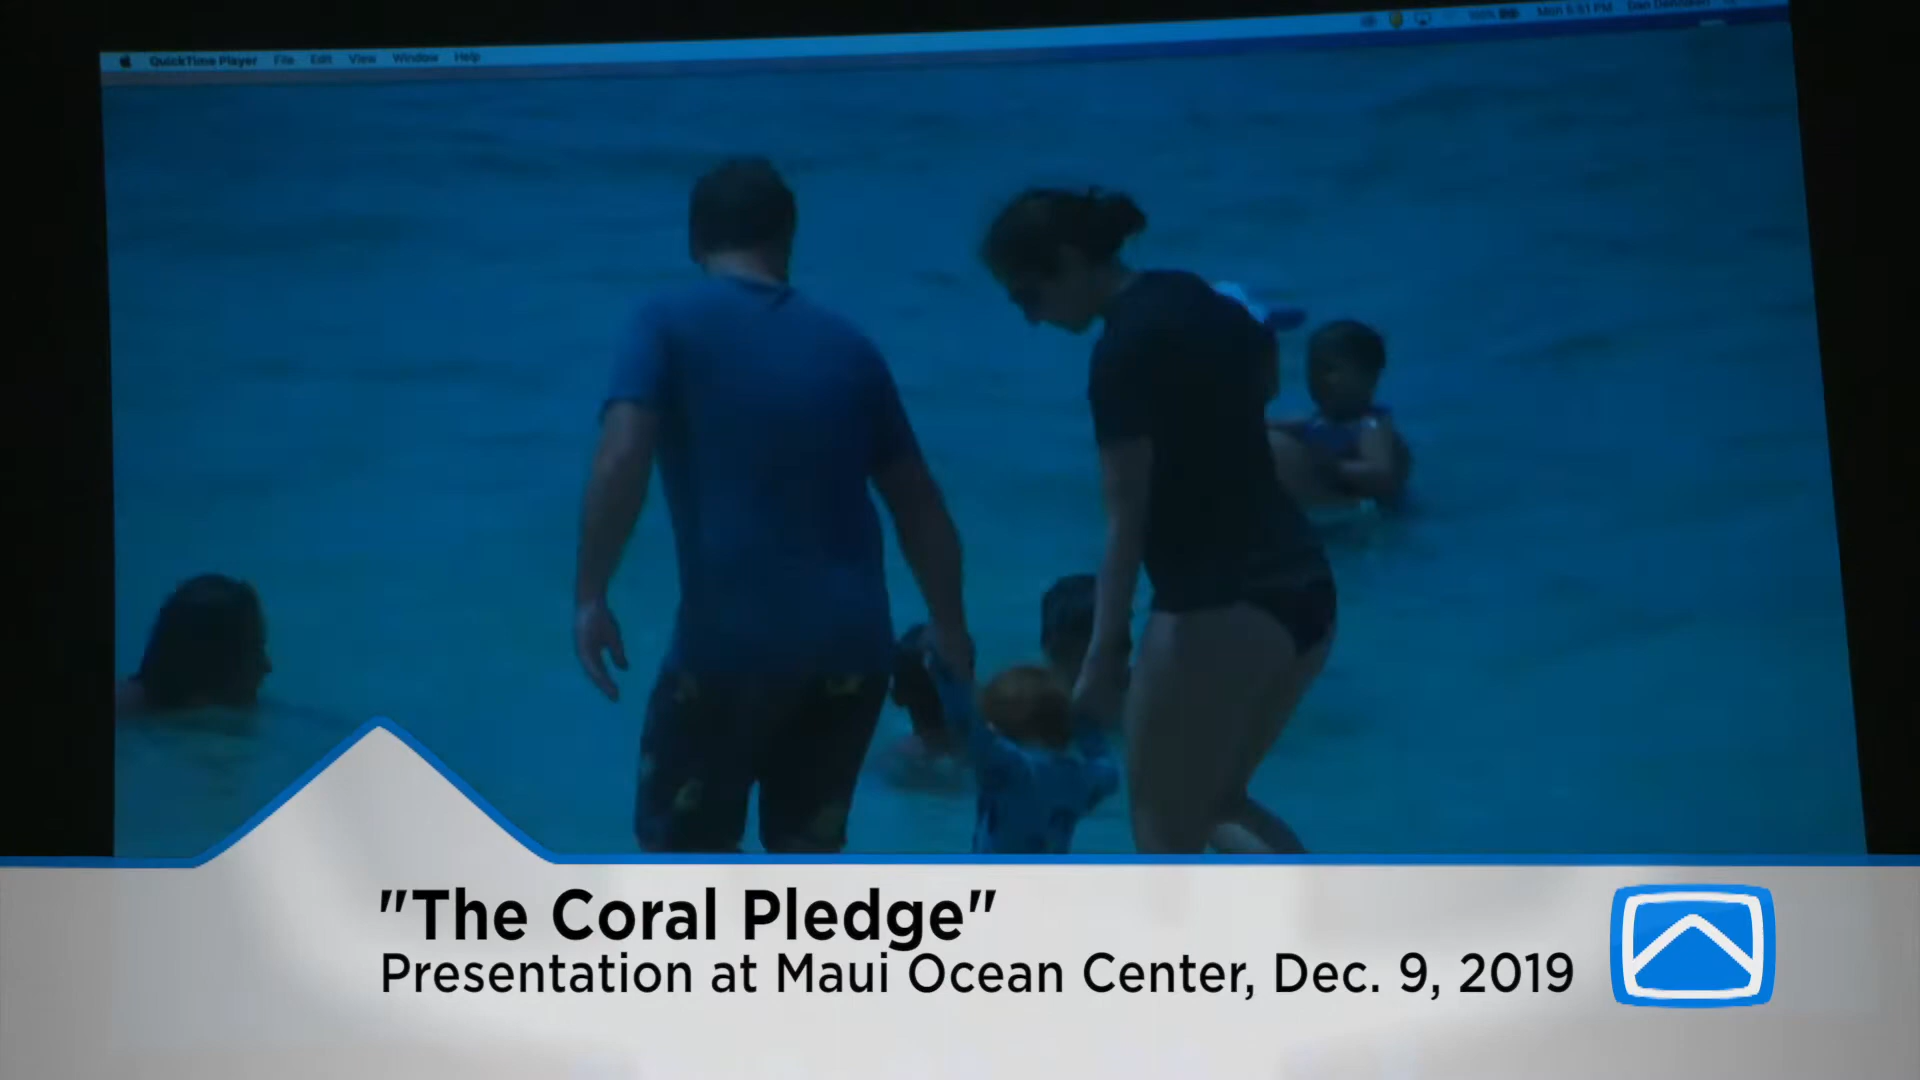 QuickTime Player File Edit View Window Help
"The Coral Pledge"
Presentation at Maui Ocean Center, Dec. 9, 2019